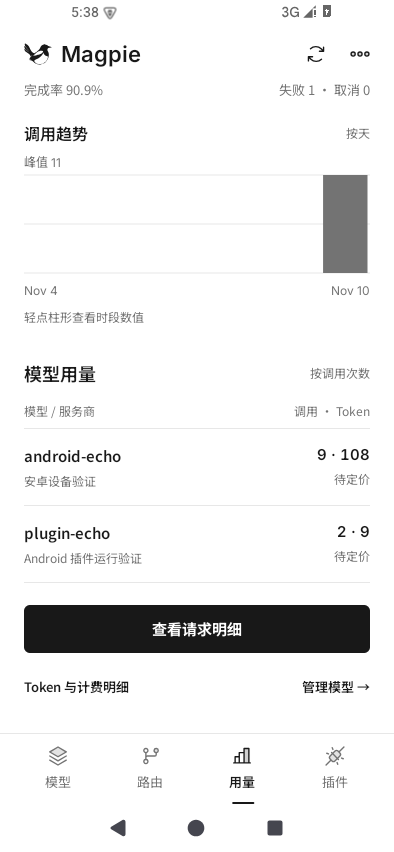 5:38
3G
Magpie
完成率 90.9%
失败 1 · 取消 0
调用趋势
按天
峰值 11
Nov 4
Nov 10
轻点柱形查看时段数值
模型用量
按调用次数
模型 / 服务商
调用 · Token
android-echo
9 · 108
安卓设备验证
待定价
plugin-echo
2 · 9
Android 插件运行验证
待定价
查看请求明细
Token 与计费明细
管理模型 →
模型
路由
用量
插件